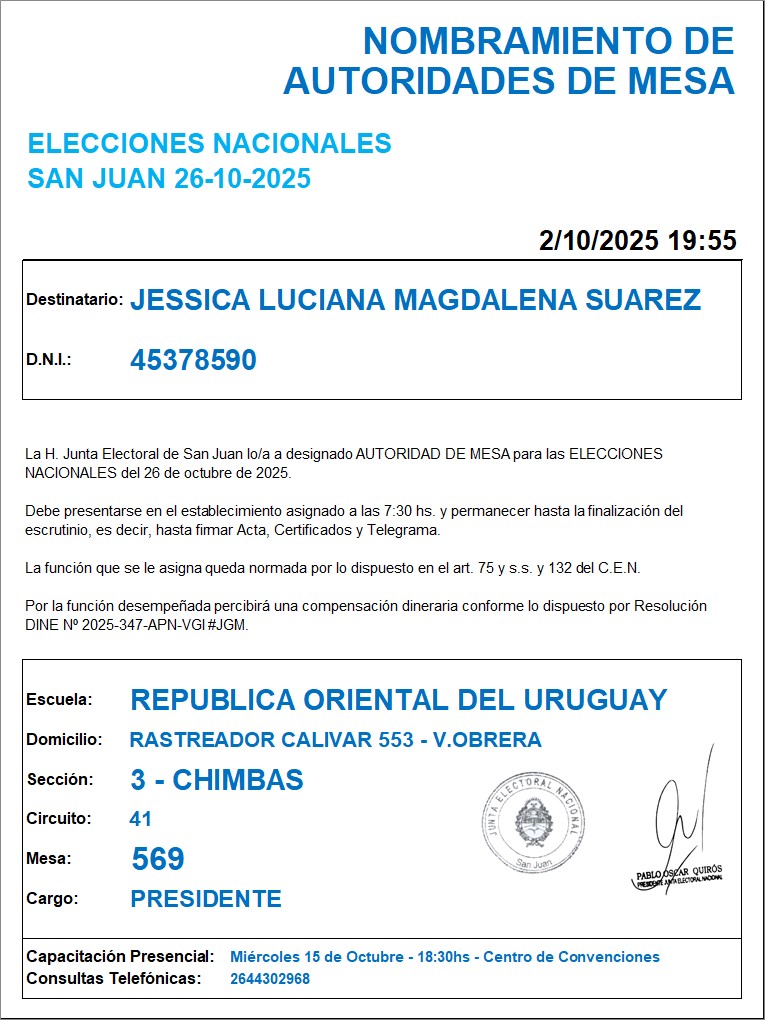 NOMBRAMIENTO DE
AUTORIDADES DE MESA
ELECCIONES NACIONALES
SAN JUAN 26-10-2025
2/10/2025 19:55
Destinatario: JESSICA LUCIANA MAGDALENA SUAREZ
D.N.I.: 45378590
La H. Junta Electoral de San Juan lo/a a designado AUTORIDAD DE MESA para las ELECCIONES
NACIONALES del 26 de octubre de 2025.
Debe presentarse en el establecimiento asignado a las 7:30 hs. y permanecer hasta la finalización del
escrutinio, es decir, hasta firmar Acta, Certificados y Telegrama.
La función que se le asigna queda normada por lo dispuesto en el art. 75 y s.s. y 132 del C.E.N.
Por la función desempeñada percibirá una compensación dineraria conforme lo dispuesto por Resolución
DINE Nº 2025-347-APN-VGI#JGM.
Escuela: REPUBLICA ORIENTAL DEL URUGUAY
Domicilio: RASTREADOR CALIVAR 553 - V.OBRERA
Sección: 3 - CHIMBAS
Circuito: 41
Mesa: 569
Cargo: PRESIDENTE
JUNTA ELECTORAL NACIONAL
San Juan
PABLO OSCAR QUIRÓS
PRESIDENTE JUNTA ELECTORAL NACIONAL
Capacitación Presencial: Miércoles 15 de Octubre - 18:30hs - Centro de Convenciones
Consultas Telefónicas: 2644302968